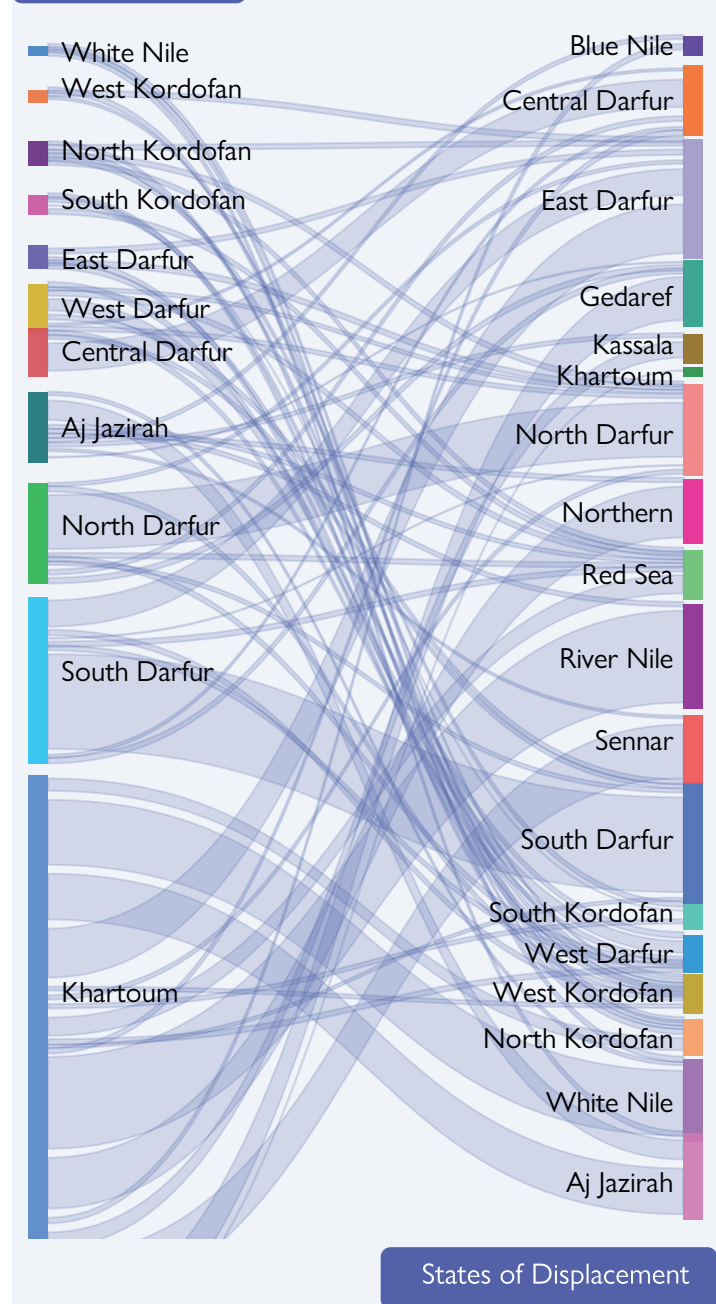 White Nile
West Kordofan
North Kordofan
South Kordofan
East Darfur
West Darfur
Central Darfur
Aj Jazirah
North Darfur
South Darfur
Khartoum
Blue Nile
Central Darfur
East Darfur
Gedaref
Kassala
Khartoum
North Darfur
Northern
Red Sea
River Nile
Sennar
South Darfur
South Kordofan
West Darfur
West Kordofan
North Kordofan
White Nile
Aj Jazirah
States of Displacement